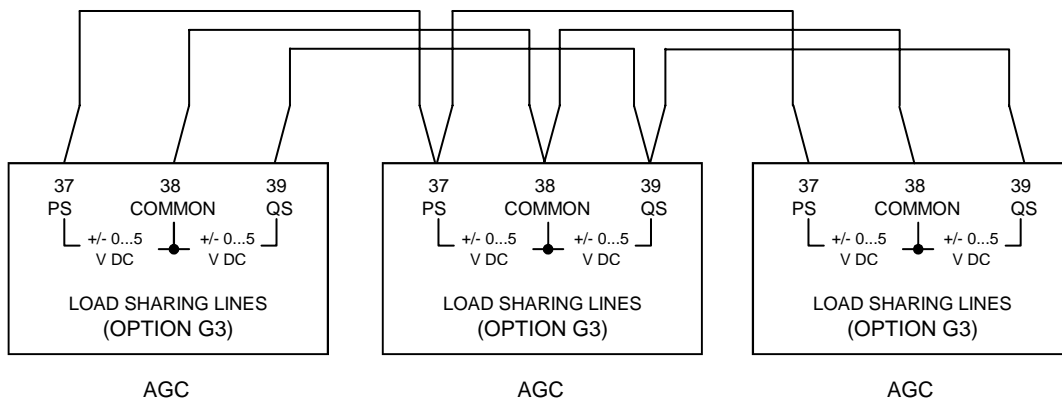 37 38 39
PS COMMON QS
+/- 0...5 +/- 0...5
V DC V DC
LOAD SHARING LINES
(OPTION G3)
AGC
37 38 39
PS COMMON QS
+/- 0...5 +/- 0...5
V DC V DC
LOAD SHARING LINES
(OPTION G3)
AGC
37 38 39
PS COMMON QS
+/- 0...5 +/- 0...5
V DC V DC
LOAD SHARING LINES
(OPTION G3)
AGC